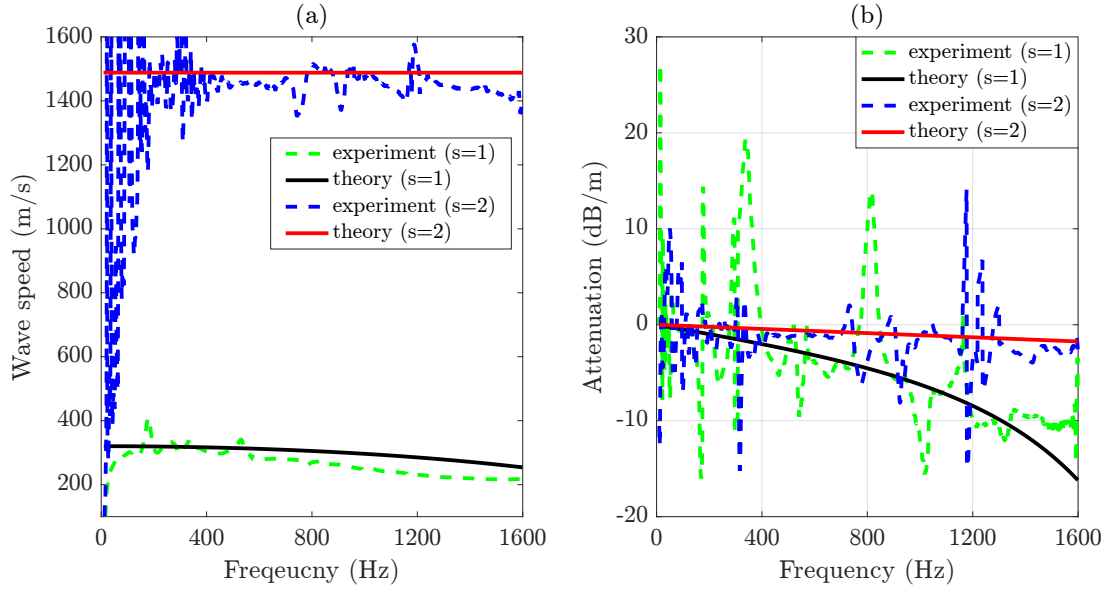 (a)
Wave speed (m/s)
1600
1400
1200
1000
800
600
400
200
experiment (s=1)
theory (s=1)
experiment (s=2)
theory (s=2)
0
400
800
1200
1600
Freqeucny (Hz)
(b)
Attenuation (dB/m)
30
20
10
0
-10
-20
experiment (s=1)
theory (s=1)
experiment (s=2)
theory (s=2)
0
400
800
1200
1600
Frequency (Hz)